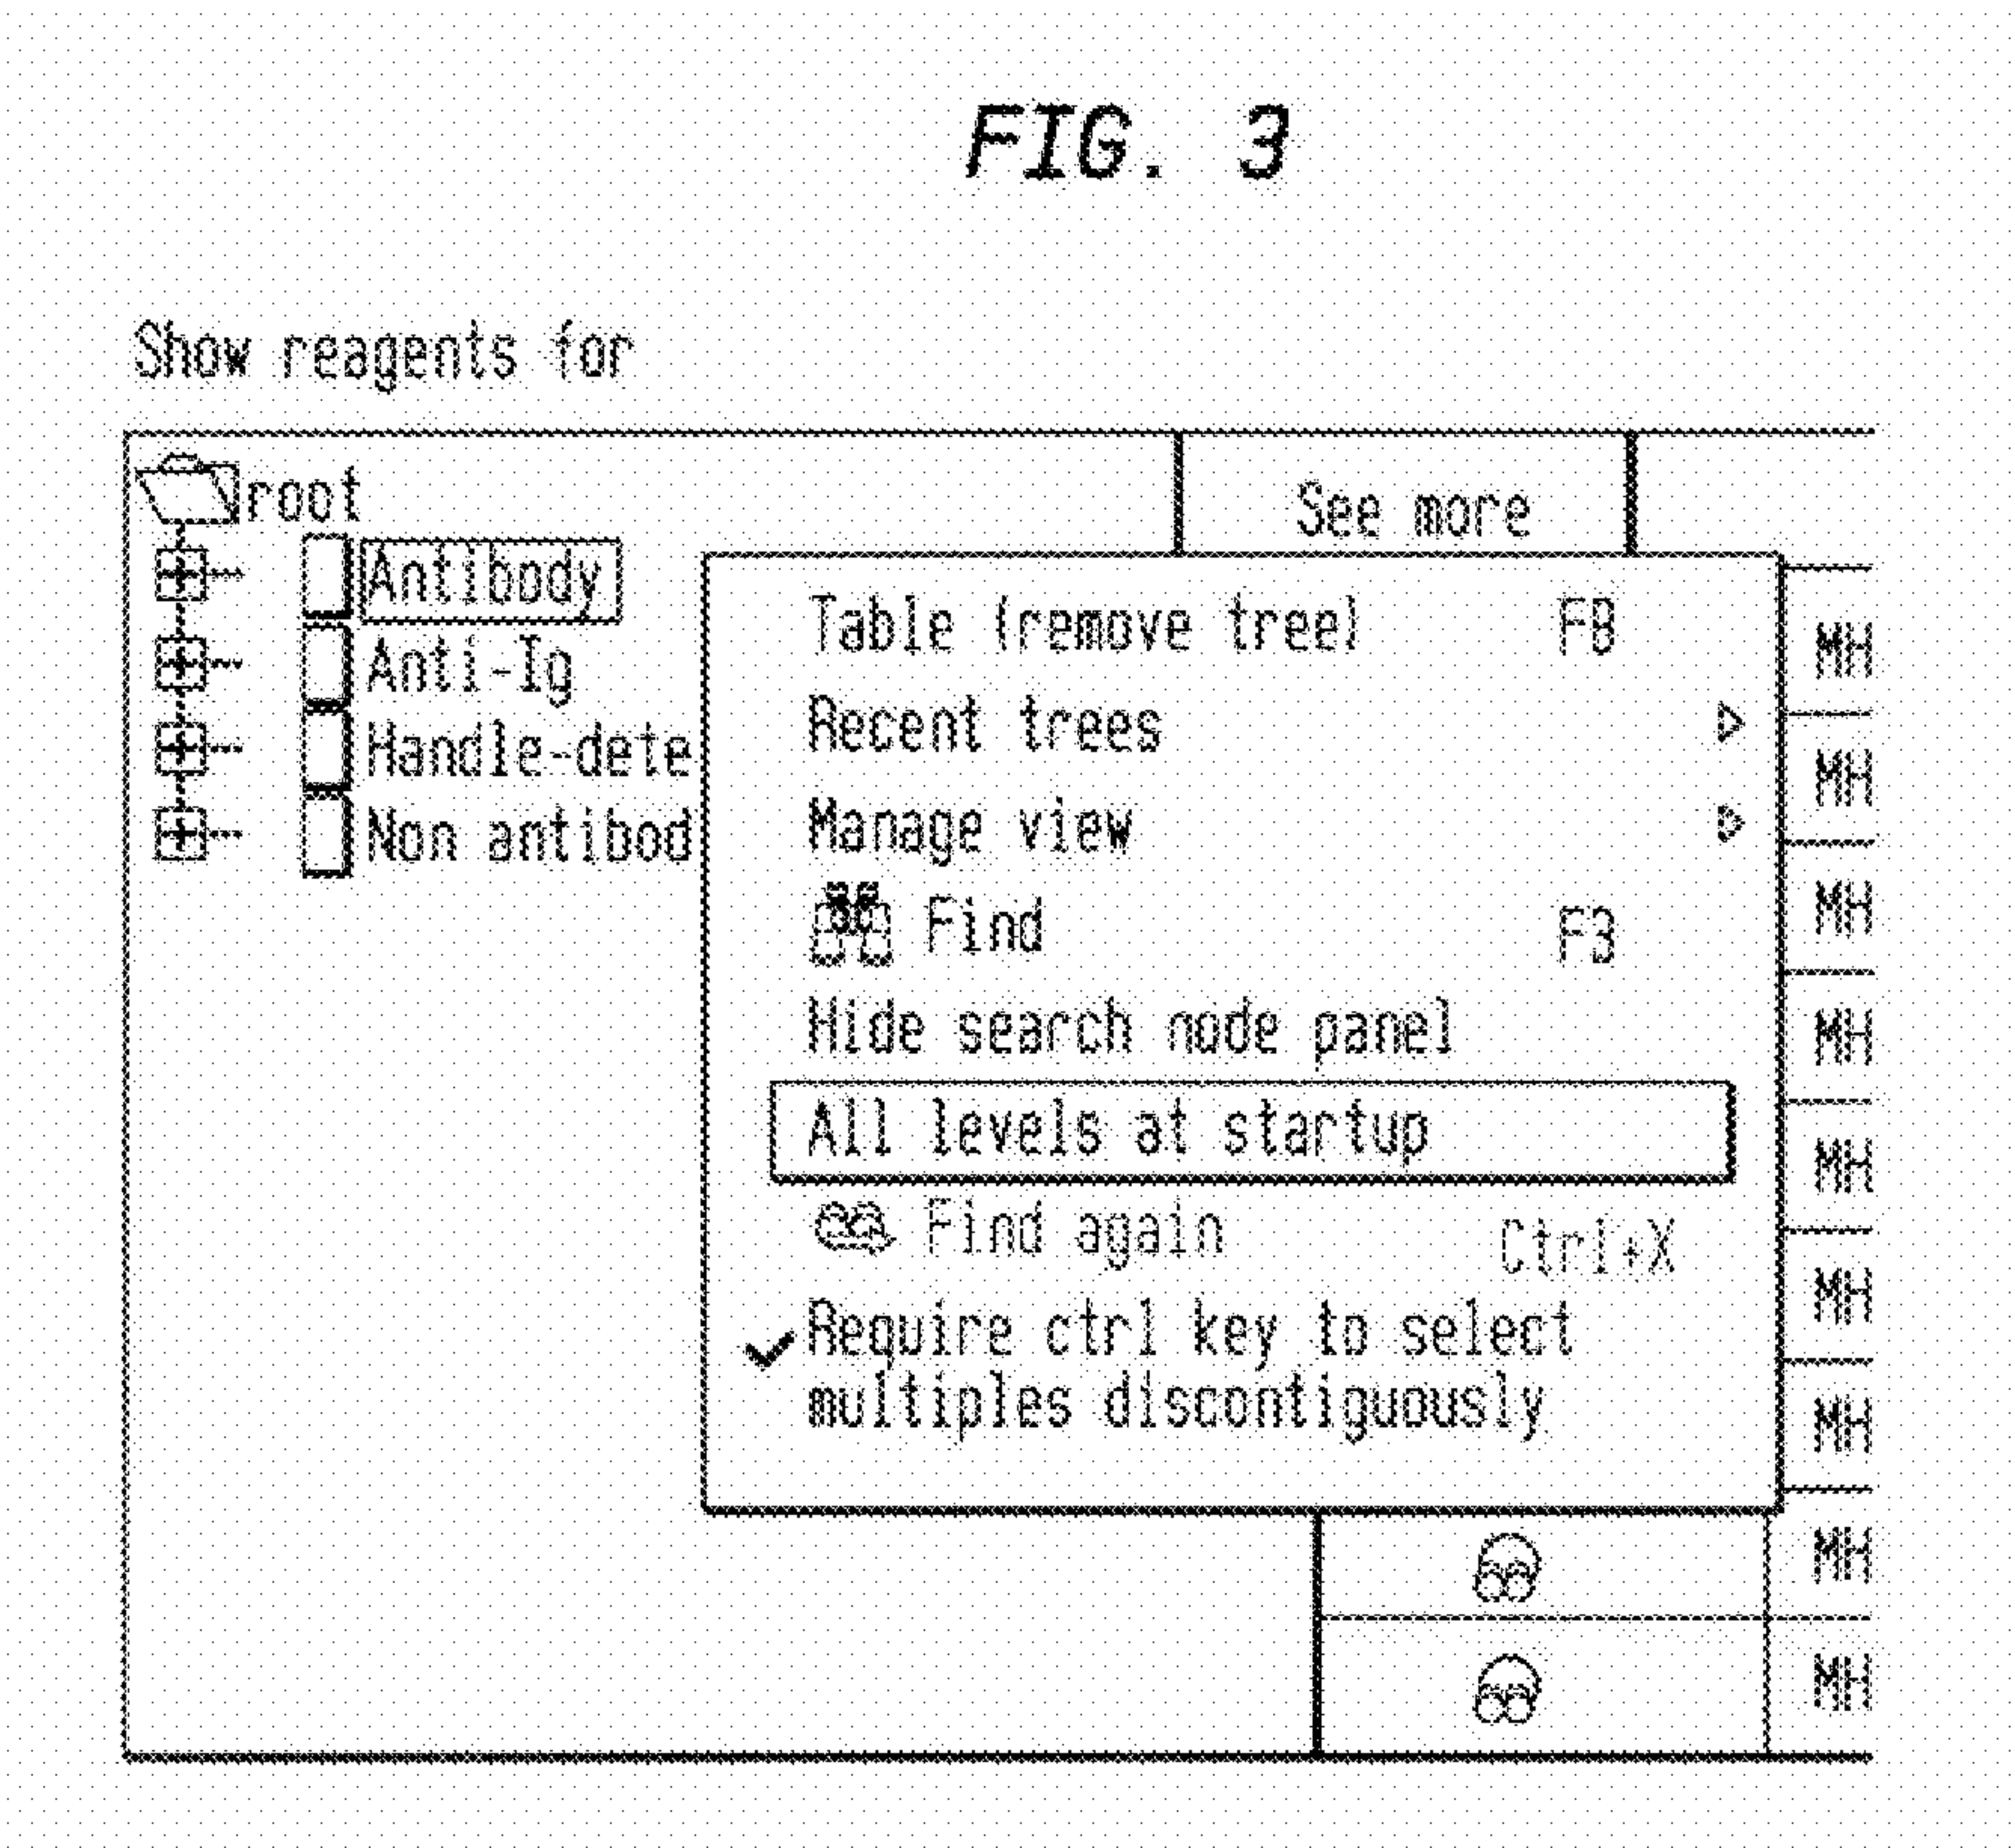 FIG. 3
Show reagents for
root
See more
Antibody
Anti-Ig
Handle-dete
Non antibod
Table (remove tree) F8
Recent trees
Manage view
Find F3
Hide search node panel
All levels at startup
Find again Ctrl+X
Require ctrl key to select
multiples discontiguously
MH
MH
MH
MH
MH
MH
MH
MH
MH